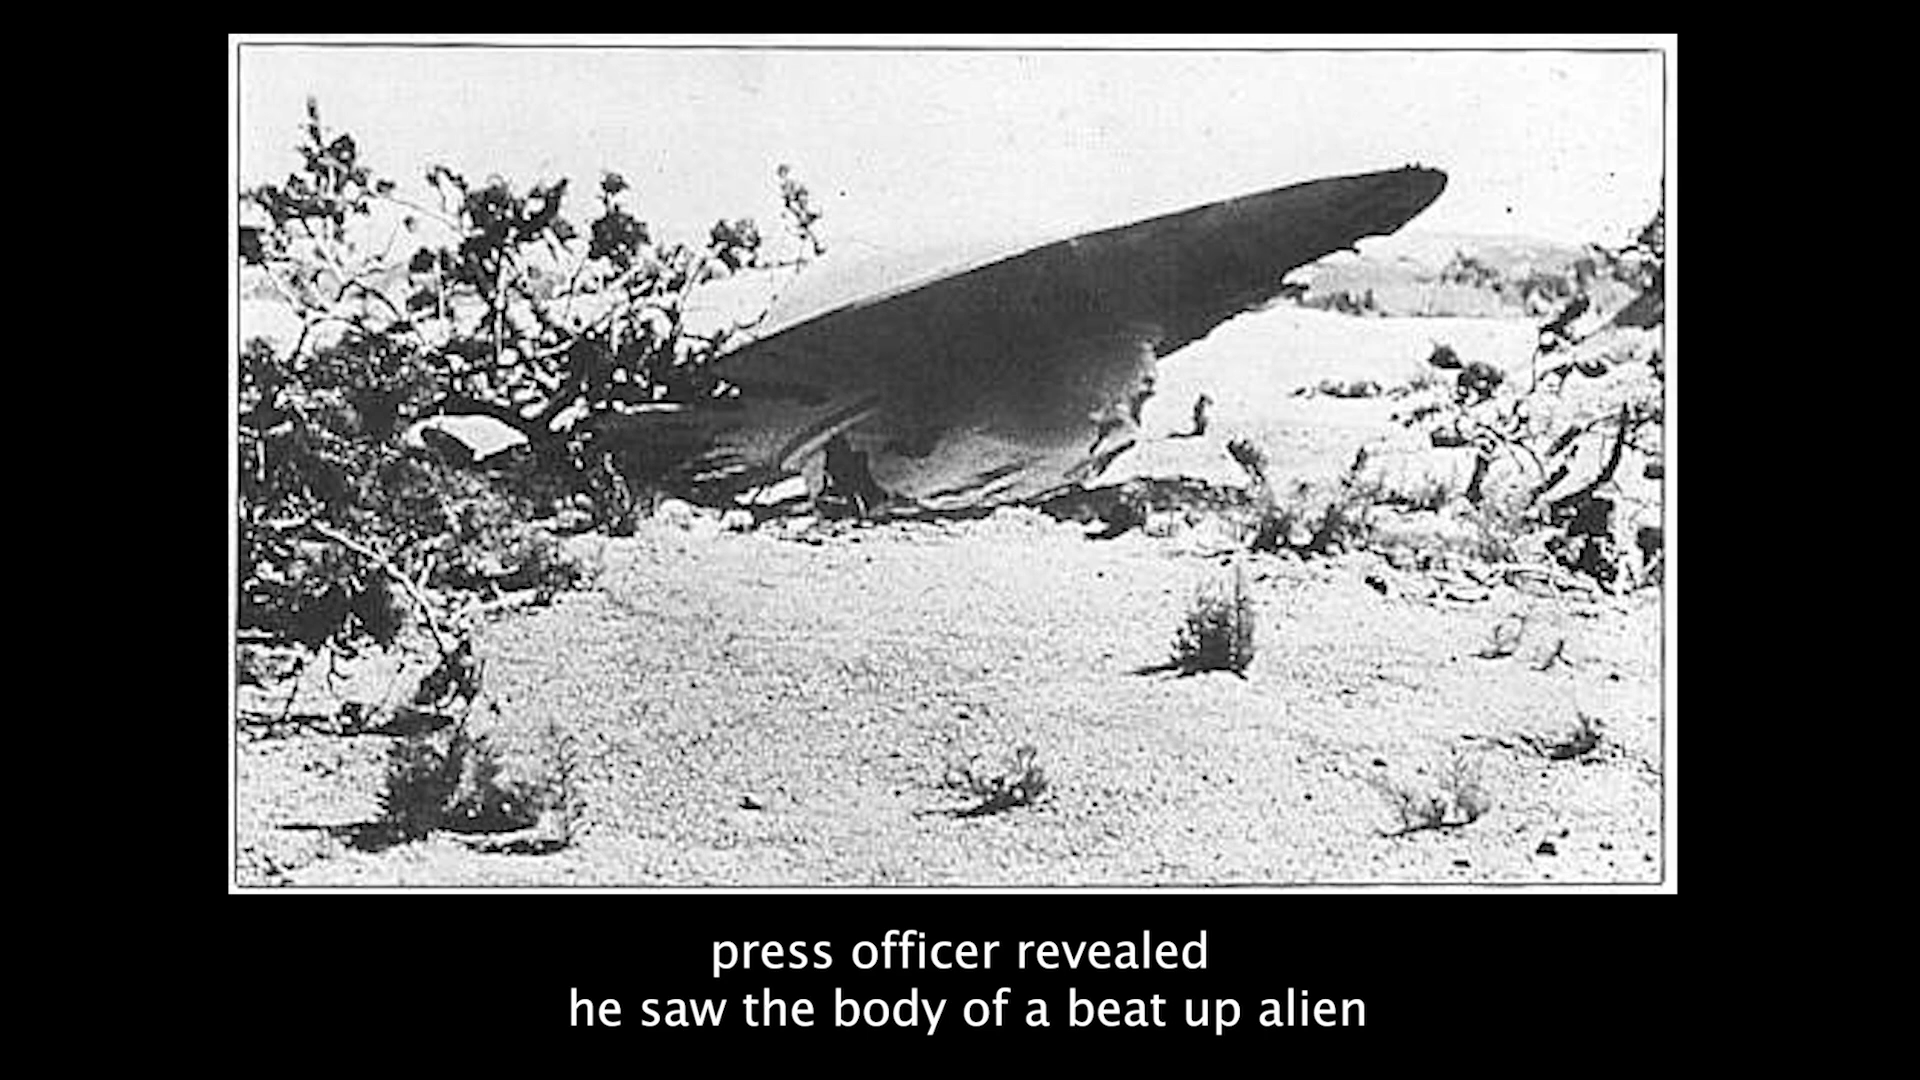 press officer revealed
he saw the body of a beat up alien